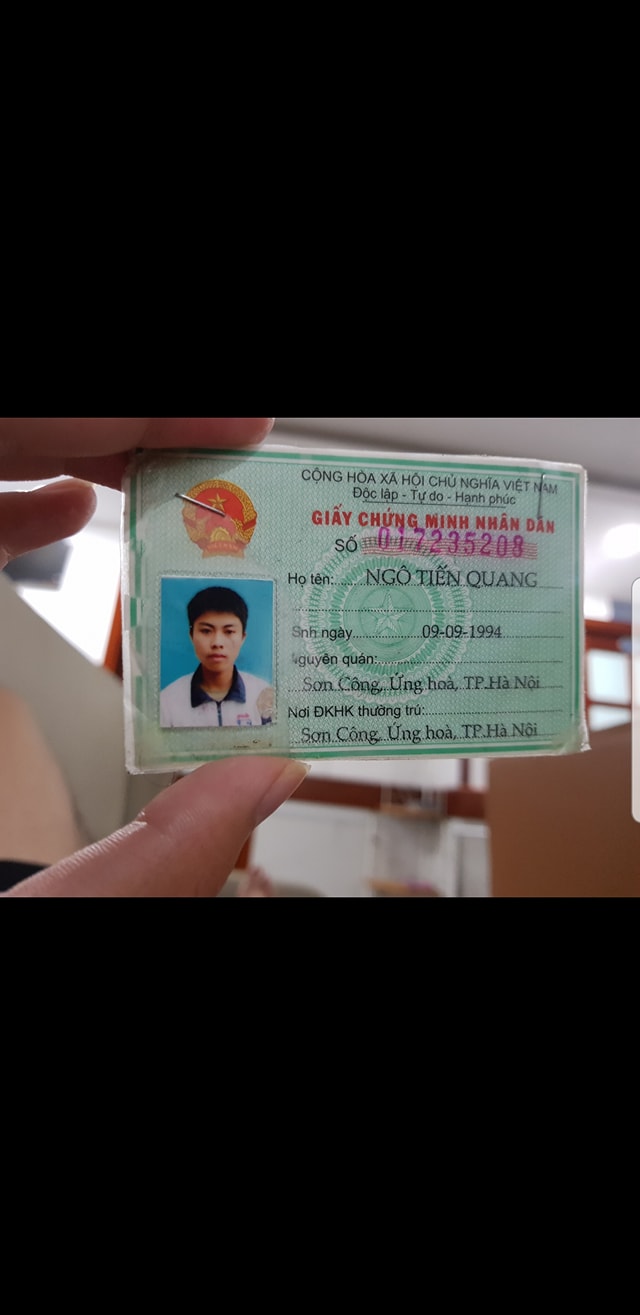 CỘNG HÒA XÃ HỘI CHỦ NGHĨA VIỆT NAM
Độc lập - Tự do - Hạnh phúc
GIẤY CHỨNG MINH NHÂN DÂN
SỐ 017235208
Họ tên: NGÔ TIẾN QUANG
Sinh ngày 09-09-1994
Nguyên quán:
Sơn Công, Ứng hoà, TP.Hà Nội
Nơi ĐKHK thường trú:
Sơn Công, Ứng hoà, TP.Hà Nội